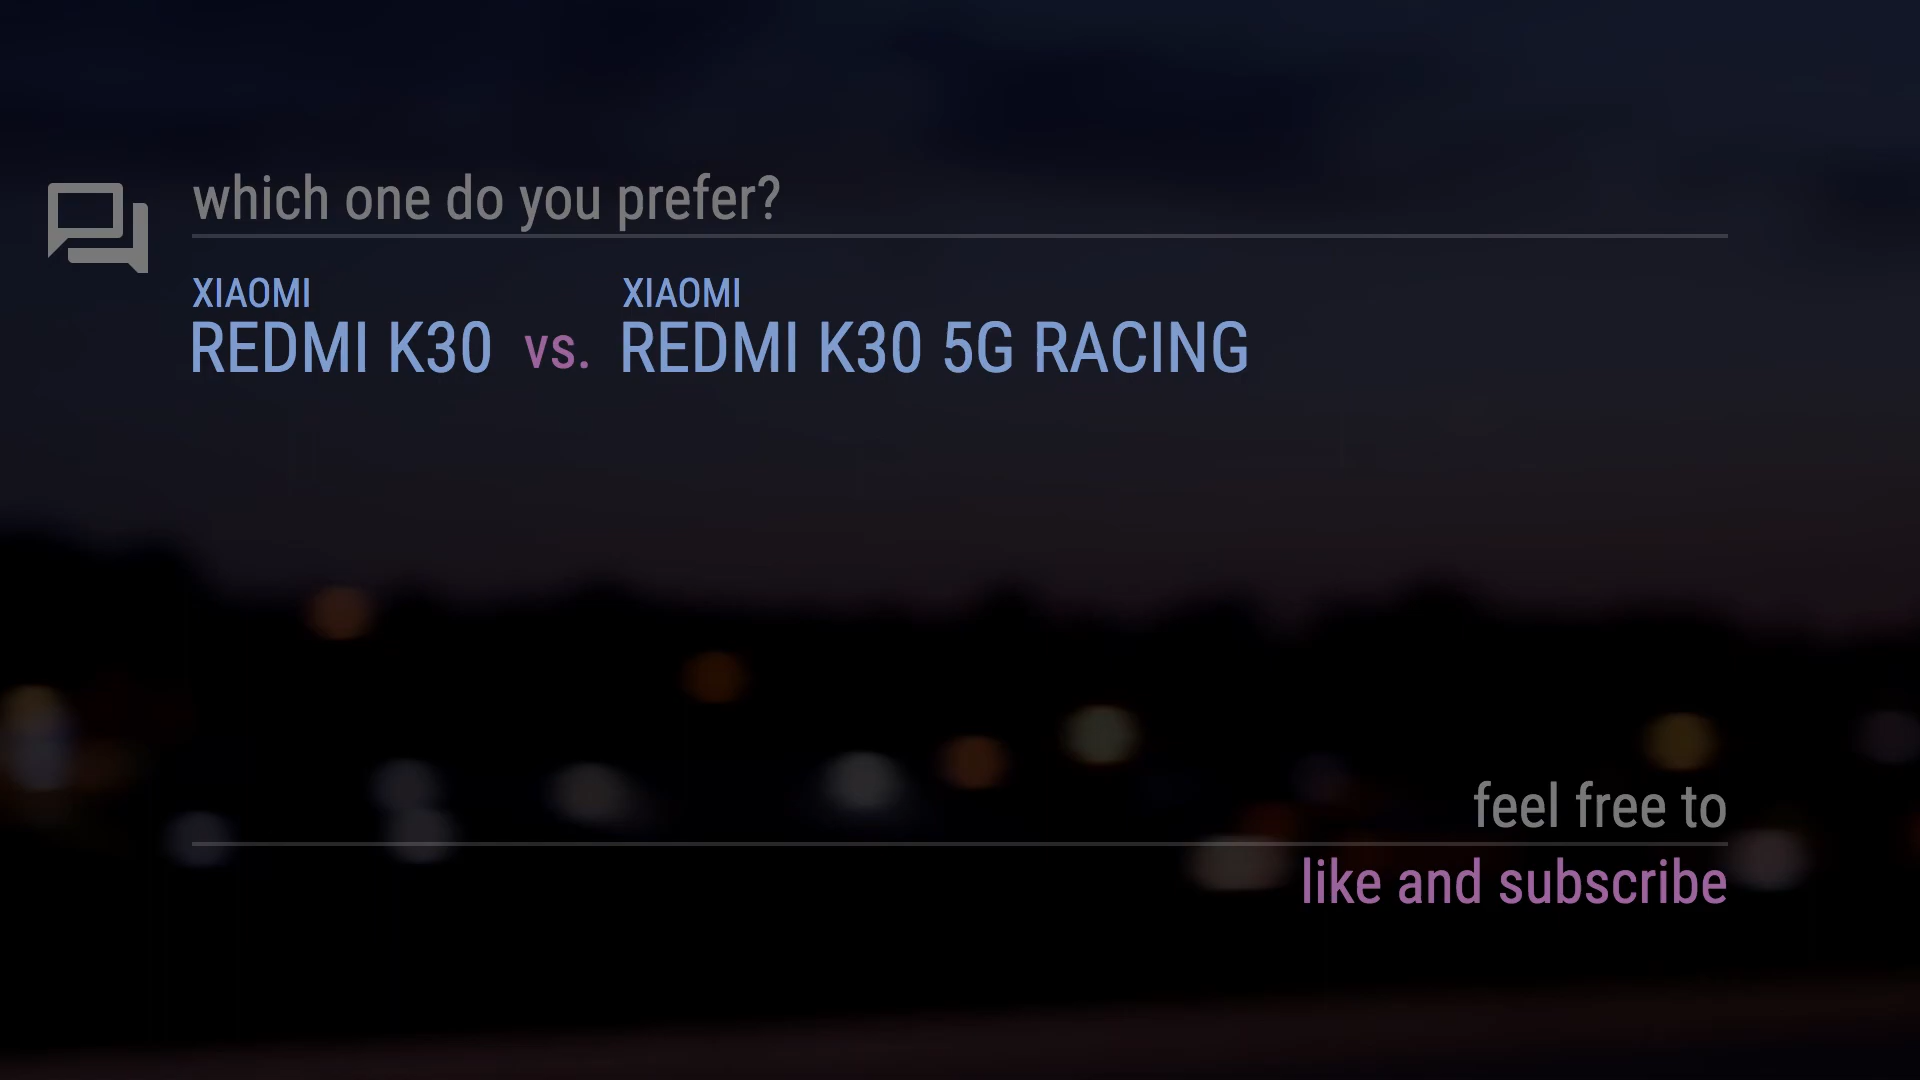 which one do you prefer?
XIAOMI XIAOMI
REDMI K30 vs. REDMI K30 5G RACING
feel free to
like and subscribe